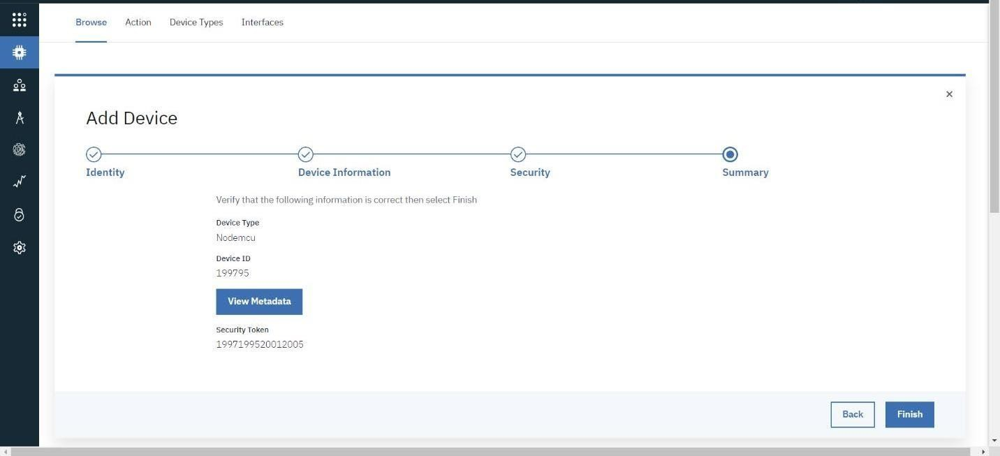 Browse Action Device Types Interfaces
Add Device
Identity Device Information Security Summary
Verify that the following information is correct then select Finish
Device Type
Nodemcu
Device ID
199795
View Metadata
Security Token
1997199520012005
Back Finish